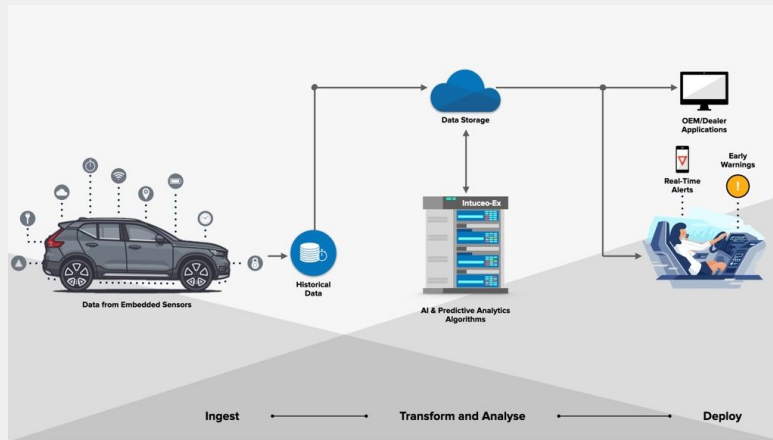 Data Storage
OEM/Dealer
Applications
Early
Warnings
Real-Time
Alerts
Intuceo-Ex
Historical
Data
Data from Embedded Sensors
AI & Predictive Analytics
Algorithms
Ingest
Transform and Analyse
Deploy